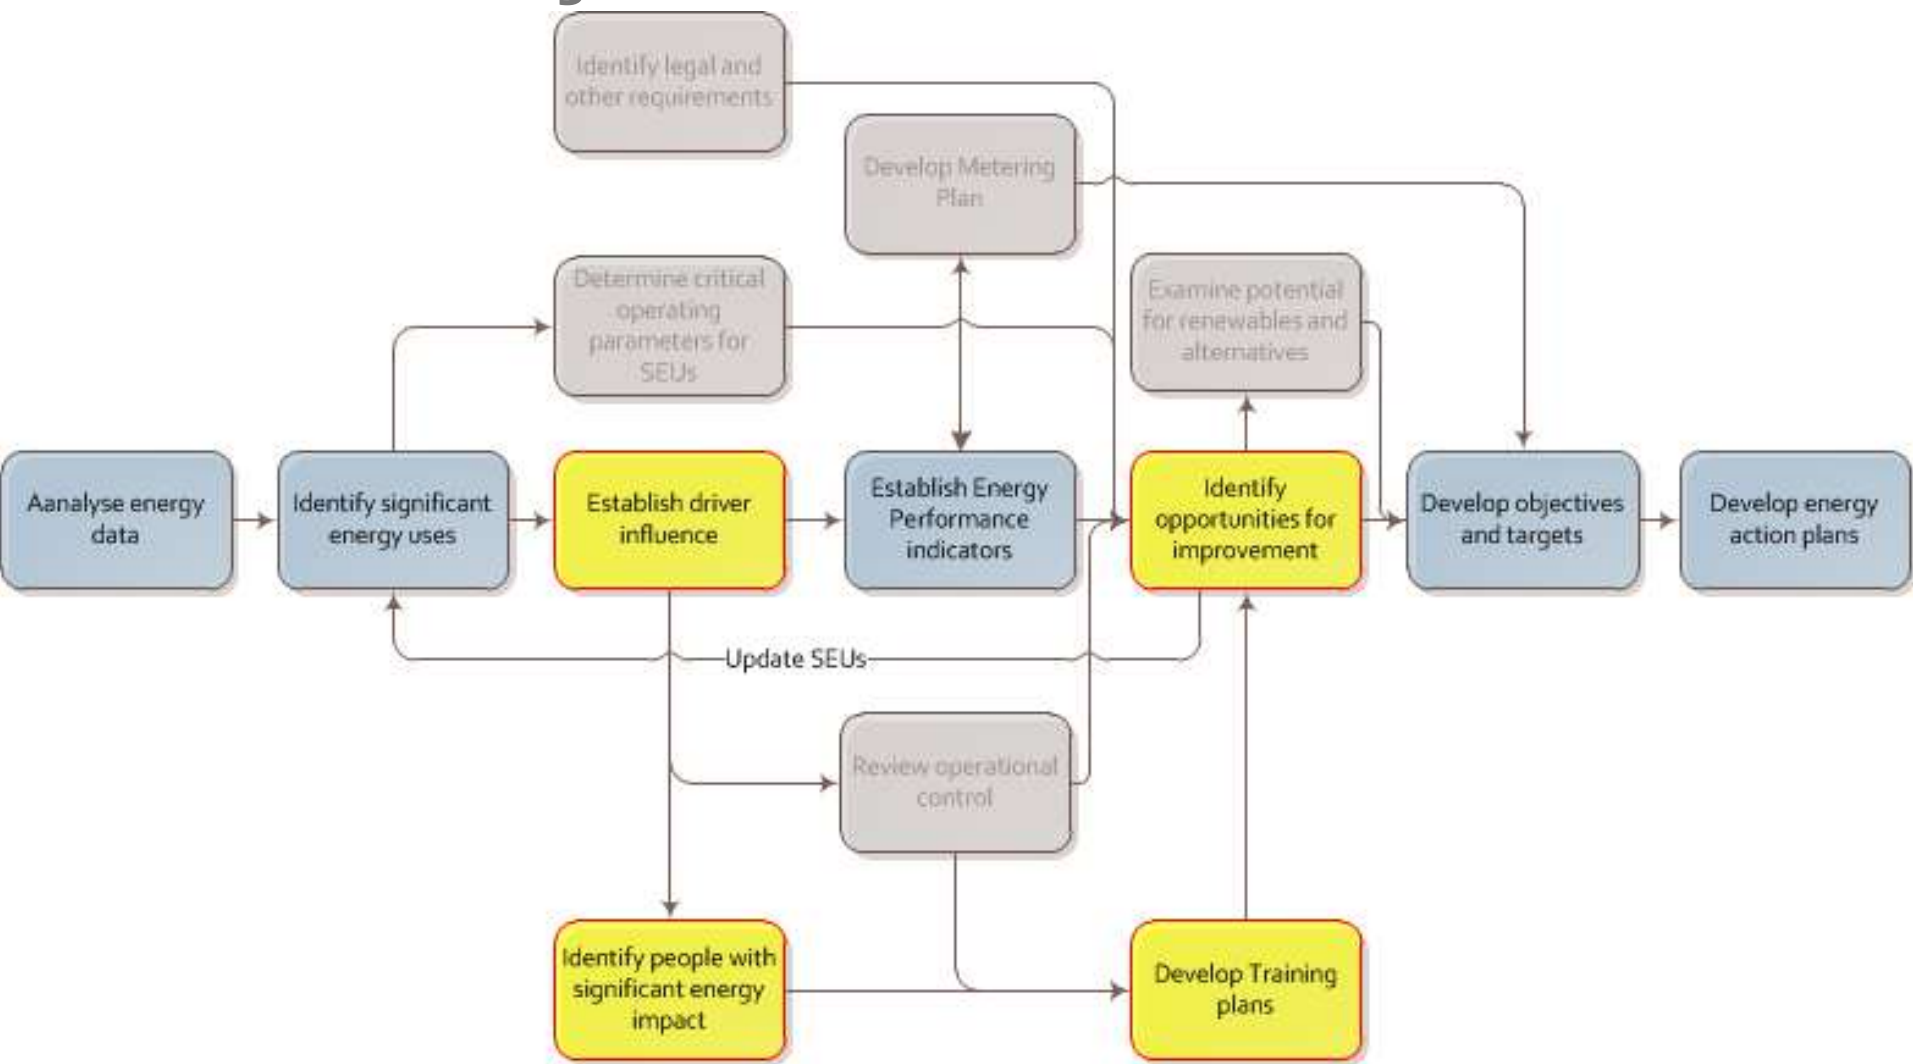 Identify legal and
other requirements
Develop Metering
Plan
Determine critical
operating
parameters for
SEUs
Examine potential
for renewables and
alternatives
Aanalyse energy
data
Identify significant
energy uses
Establish driver
influence
Establish Energy
Performance
indicators
Identify
opportunities for
improvement
Develop objectives
and targets
Develop energy
action plans
Update SEUs
Review operational
control
Identify people with
significant energy
impact
Develop Training
plans